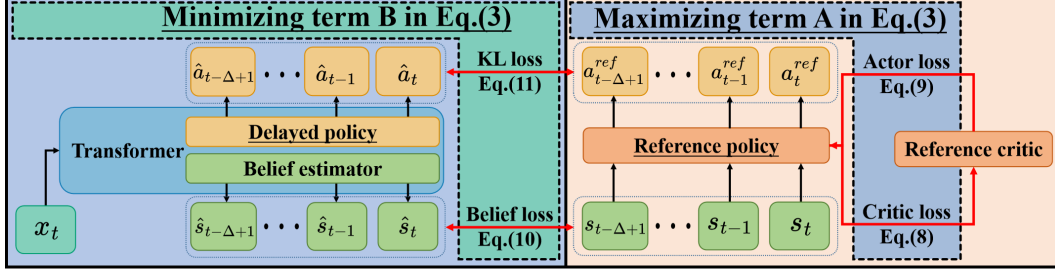 Minimizing term B in Eq.(3)
Maximizing term A in Eq.(3)
â_{t-Δ+1} ··· â_{t-1} â_t
KL loss
Eq.(11)
a^{ref}_{t-Δ+1} ··· a^{ref}_{t-1} a^{ref}_t
Actor loss
Eq.(9)
Transformer
Delayed policy
Belief estimator
Reference policy
Reference critic
x_t
ŝ_{t-Δ+1} ··· ŝ_{t-1} ŝ_t
Belief loss
Eq.(10)
s_{t-Δ+1} ··· s_{t-1} s_t
Critic loss
Eq.(8)